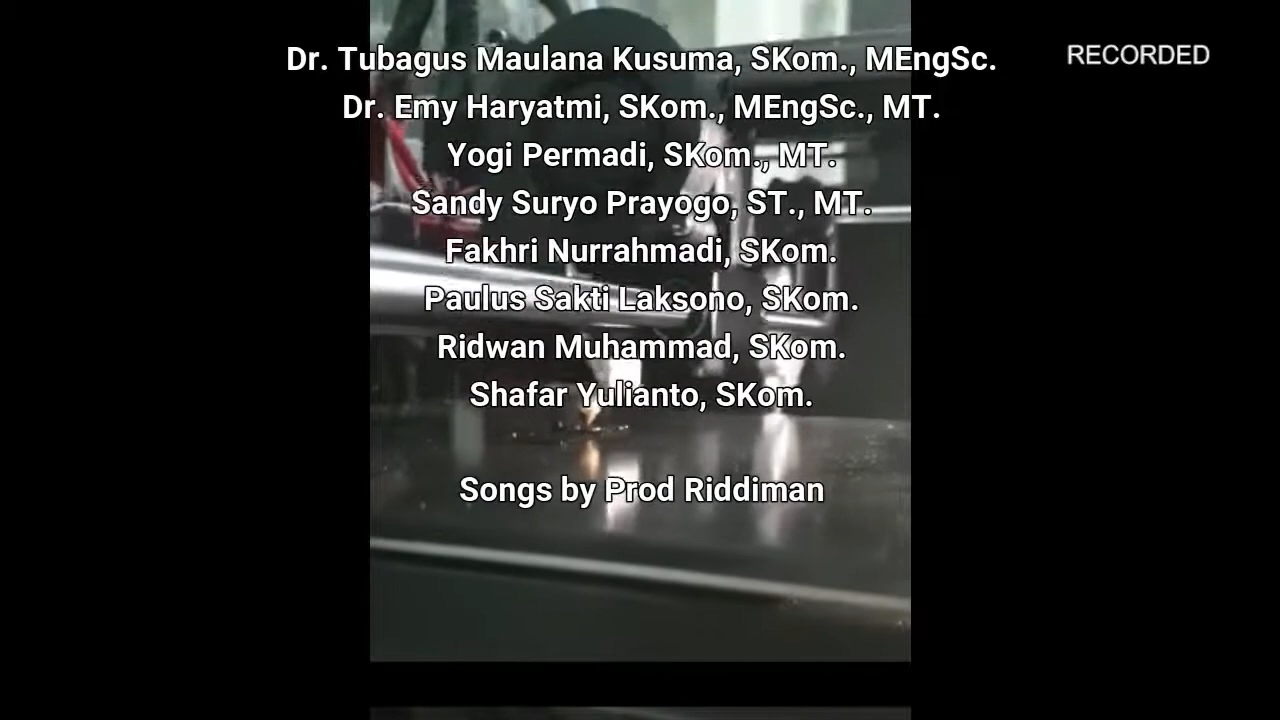 RECORDED
Dr. Tubagus Maulana Kusuma, SKom., MEngSc.
Dr. Emy Haryatmi, SKom., MEngSc., MT.
Yogi Permadi, SKom., MT.
Sandy Suryo Prayogo, ST., MT.
Fakhri Nurrahmadi, SKom.
Paulus Sakti Laksono, SKom.
Ridwan Muhammad, SKom.
Shafar Yulianto, SKom.
Songs by Prod Riddiman